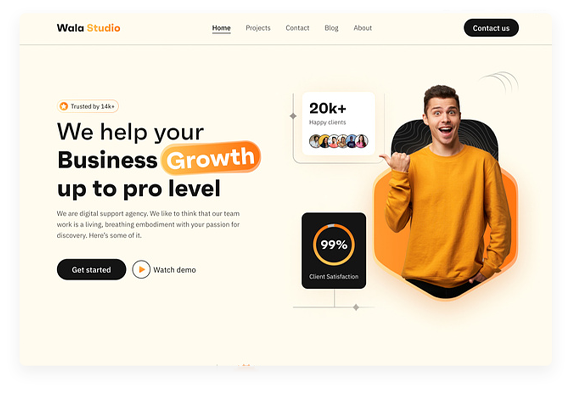 Wala Studio
Home Projects Contact Blog About
Contact us
Trusted by 14k+
We help your
Business Growth
up to pro level
We are digital support agency. We like to think that our team
work is a living, breathing embodiment with your passion for
discovery. Here's some of it.
Get started
Watch demo
20k+
Happy clients
99%
Client Satisfaction